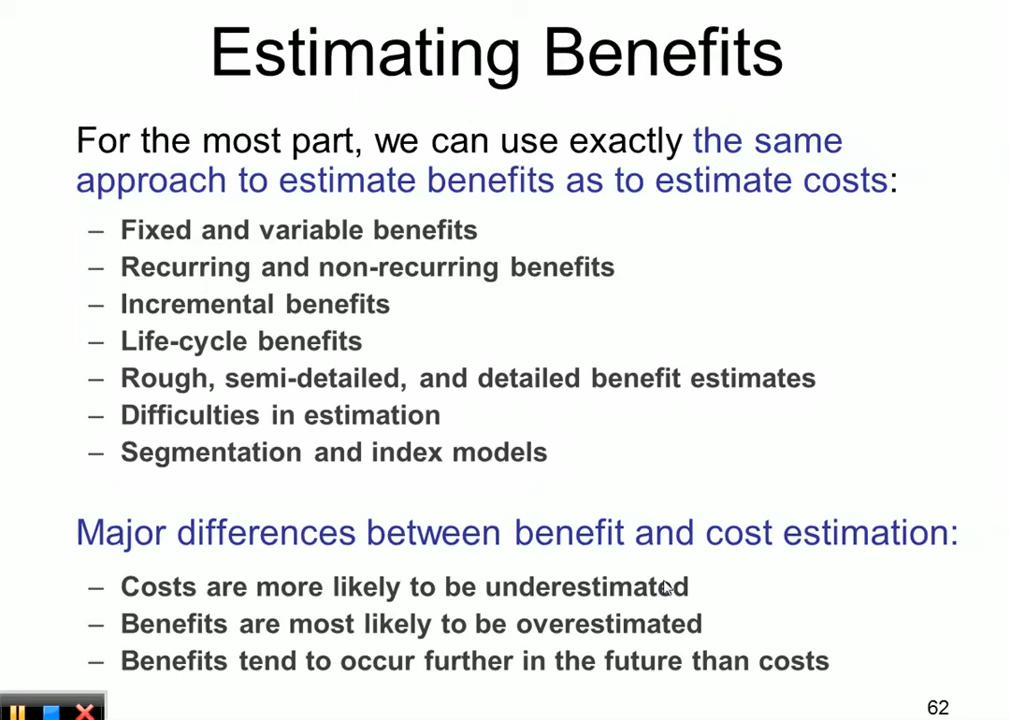 Estimating Benefits
For the most part, we can use exactly the same
approach to estimate benefits as to estimate costs:
– Fixed and variable benefits
– Recurring and non-recurring benefits
– Incremental benefits
– Life-cycle benefits
– Rough, semi-detailed, and detailed benefit estimates
– Difficulties in estimation
– Segmentation and index models
Major differences between benefit and cost estimation:
– Costs are more likely to be underestimated
– Benefits are most likely to be overestimated
– Benefits tend to occur further in the future than costs
62